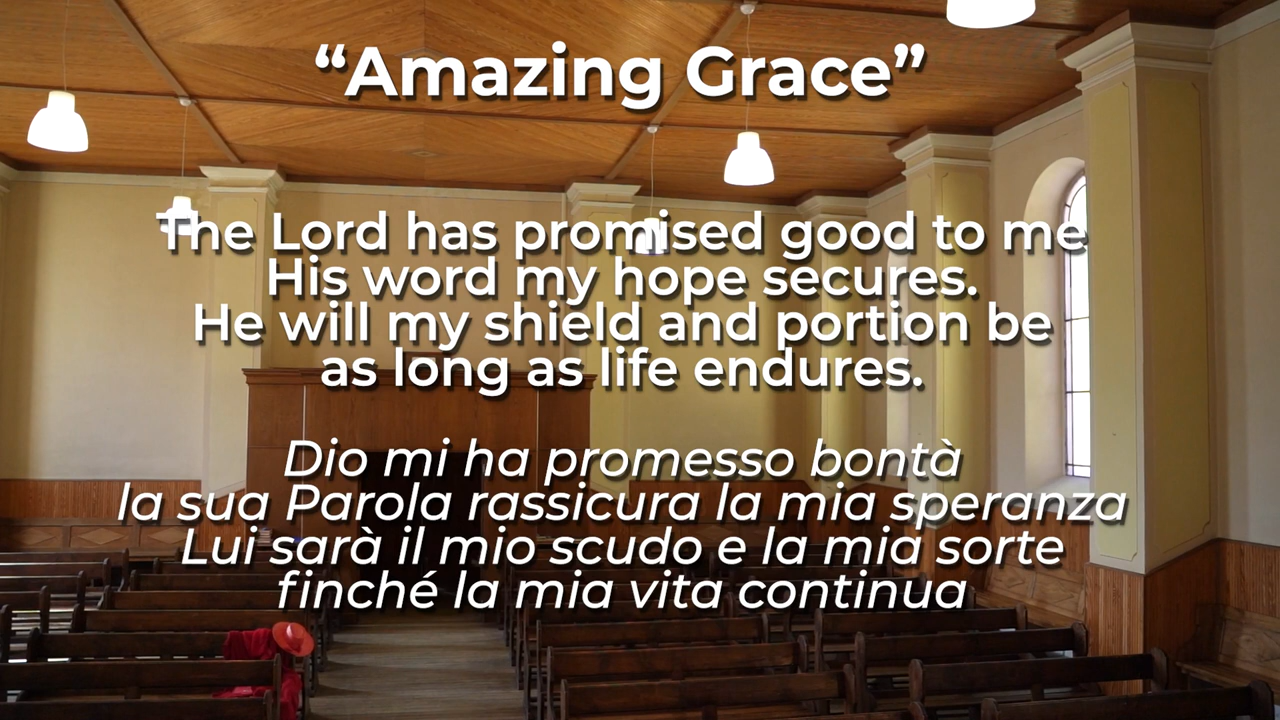 “Amazing Grace”
The Lord has promised good to me
His word my hope secures.
He will my shield and portion be
as long as life endures.
Dio mi ha promesso bontà
la sua Parola rassicura la mia speranza
Lui sarà il mio scudo e la mia sorte
finché la mia vita continua